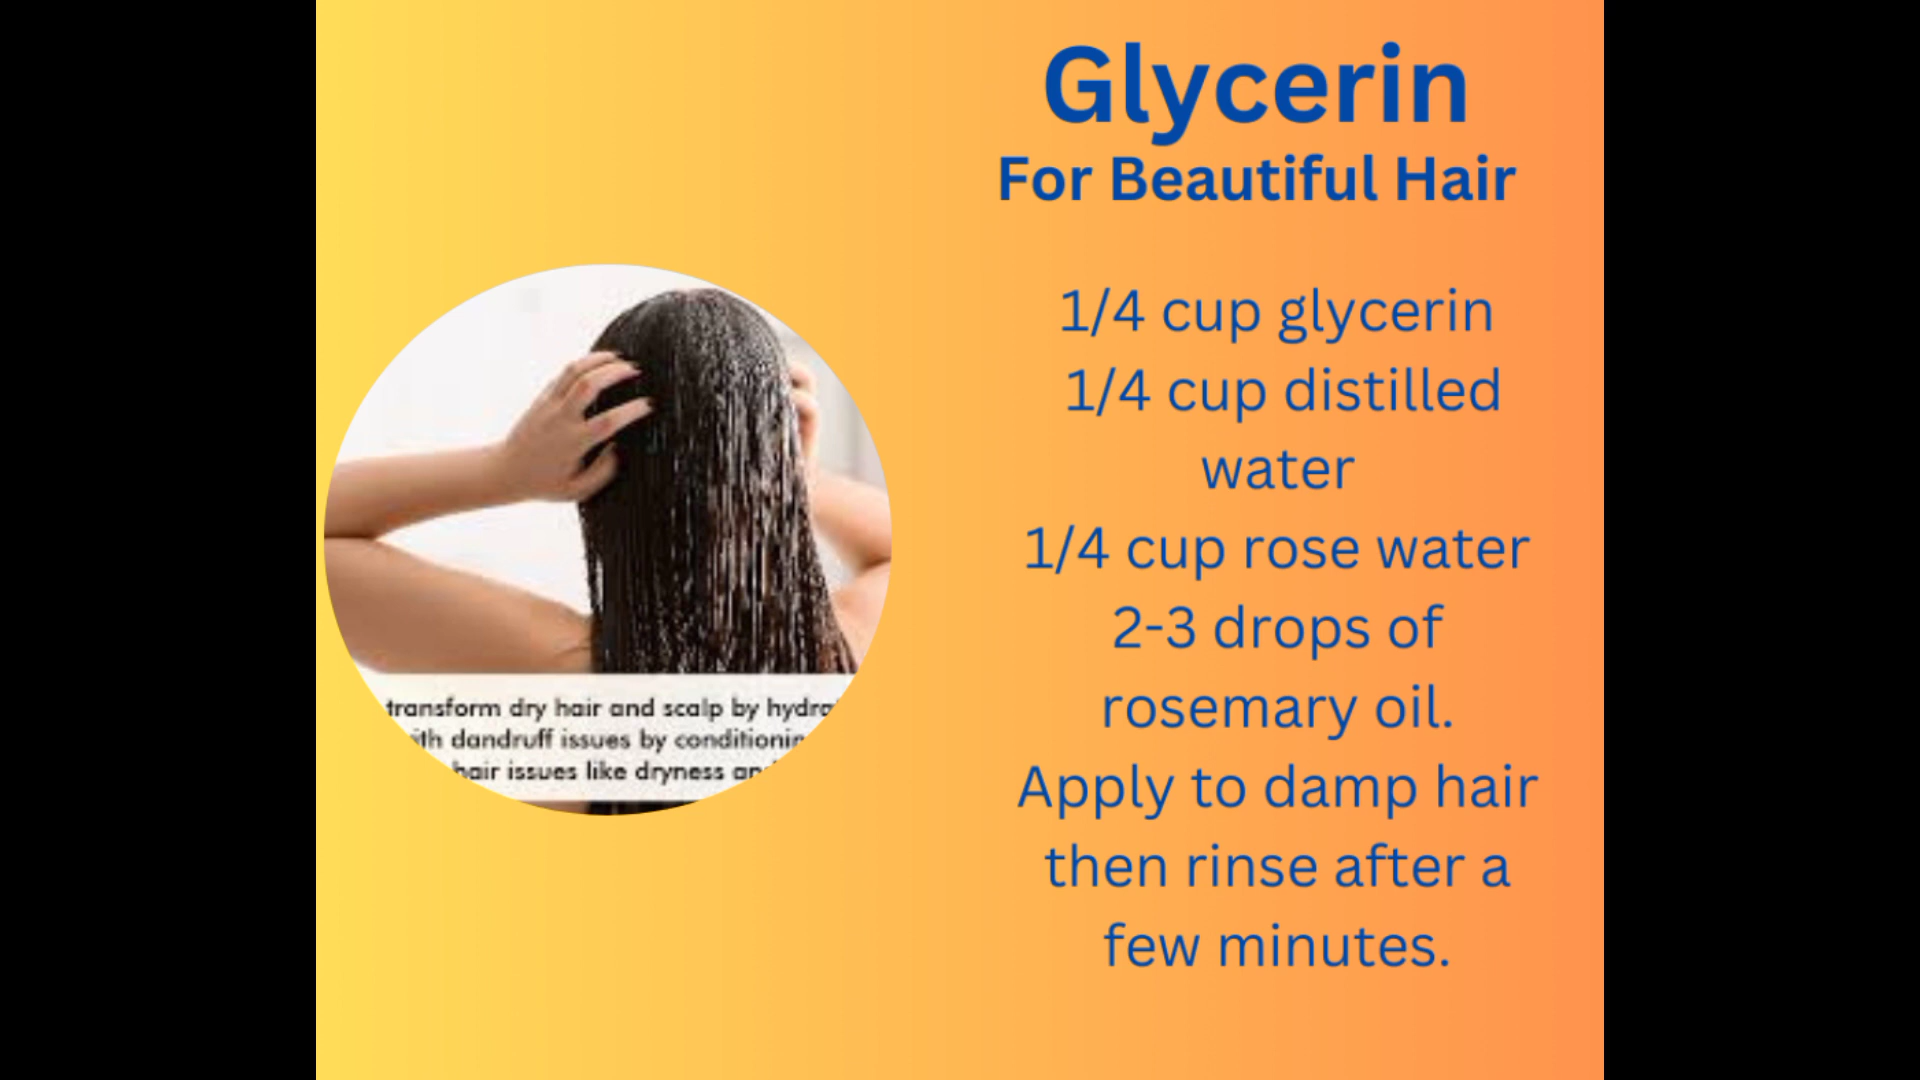 Glycerin
For Beautiful Hair
1/4 cup glycerin
1/4 cup distilled
water
1/4 cup rose water
2-3 drops of
rosemary oil.
Apply to damp hair
then rinse after a
few minutes.
transform dry hair and scalp by
dandruff issues by
hair issues like dryness